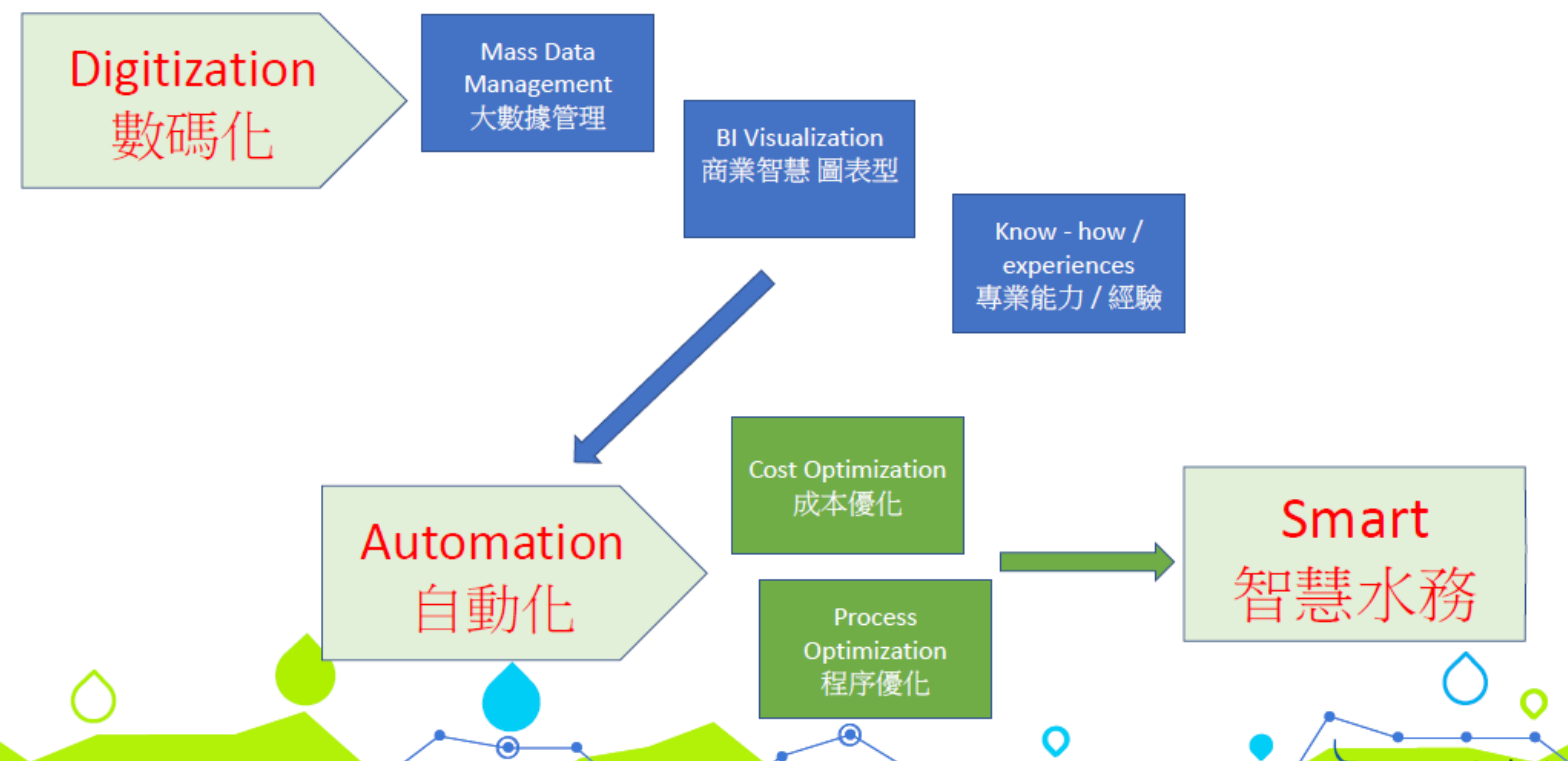 Digitization
數碼化
Mass Data
Management
大數據管理
BI Visualization
商業智慧 圖表型
Know - how /
experiences
專業能力 / 經驗
Automation
自動化
Cost Optimization
成本優化
Process
Optimization
程序優化
Smart
智慧水務